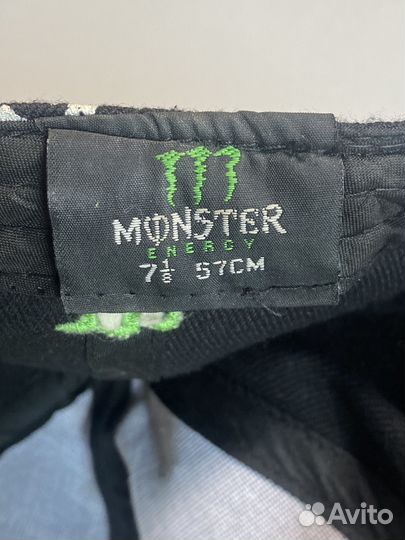 MONSTER
ENERGY
7 1/8 57CM
Avito